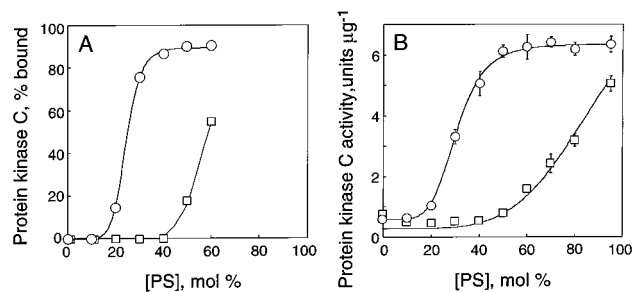 A
Protein kinase C, % bound
100
80
60
40
20
0
0 20 40 60 80 100
[PS], mol %
B
Protein kinase C activity,units µg-1
6
4
2
0
0 20 40 60 80 100
[PS], mol %